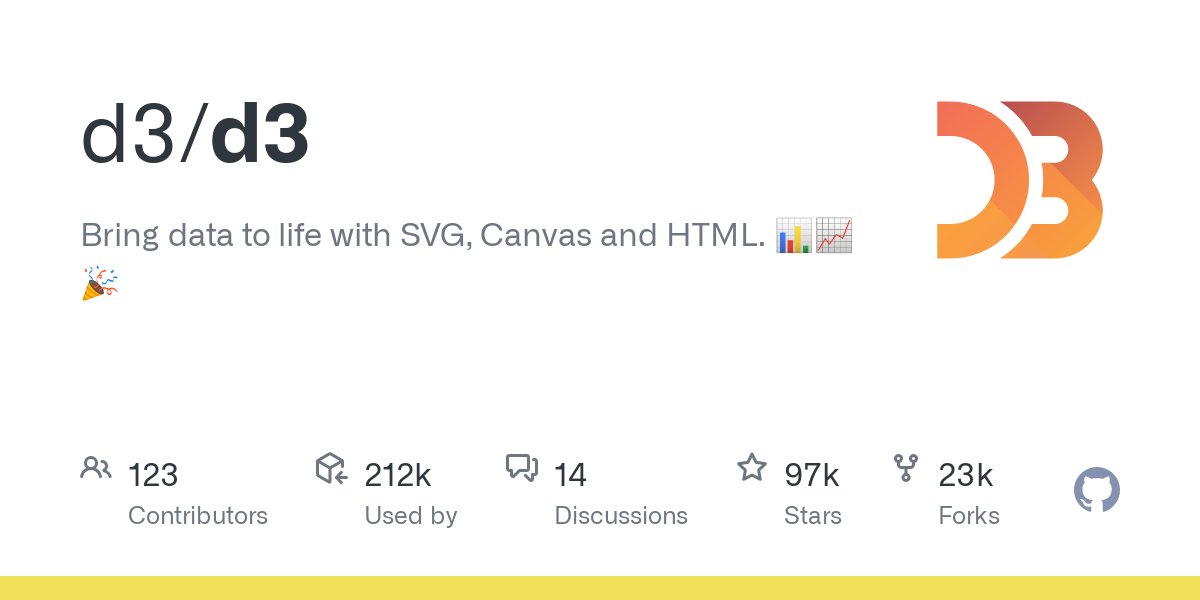 d3/d3
Bring data to life with SVG, Canvas and HTML. 📊📈
🎉
123 212k 14 97k 23k
Contributors Used by Discussions Stars Forks